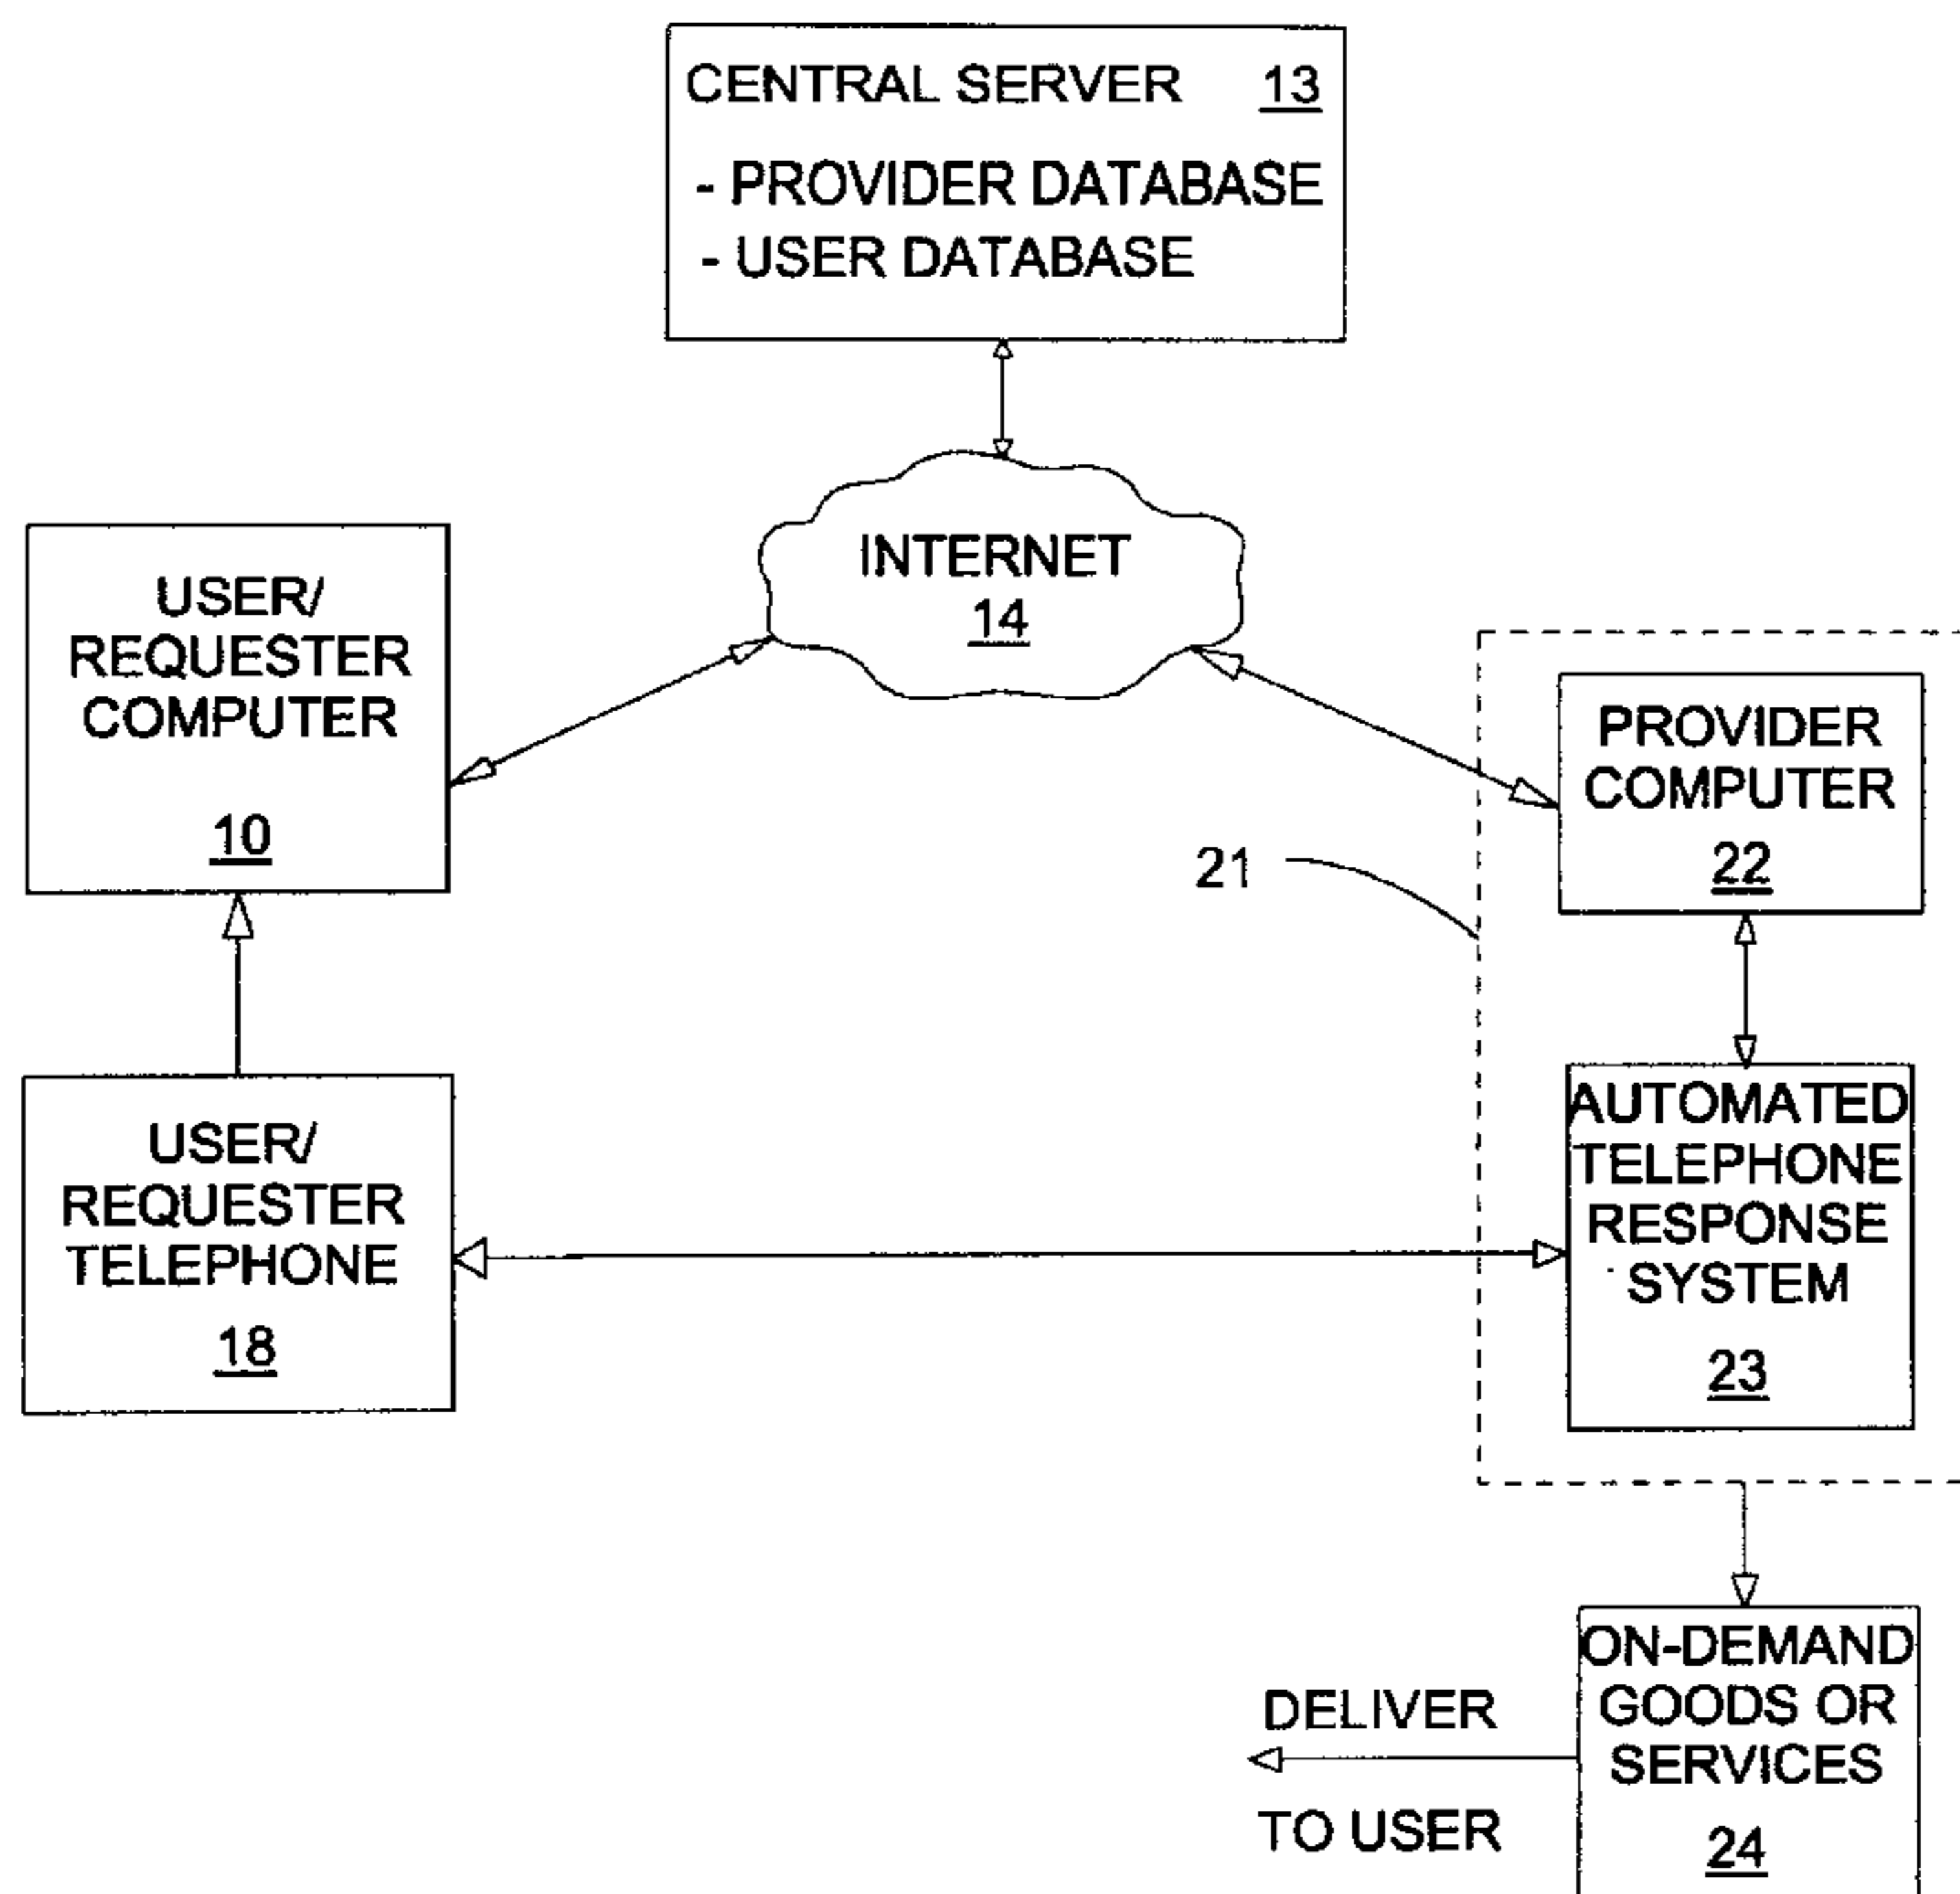 CENTRAL SERVER 13
- PROVIDER DATABASE
- USER DATABASE
INTERNET
14
USER/
REQUESTER
COMPUTER
10
PROVIDER
COMPUTER
22
21
USER/
REQUESTER
TELEPHONE
18
AUTOMATED
TELEPHONE
RESPONSE
SYSTEM
23
ON-DEMAND
GOODS OR
SERVICES
24
DELIVER
TO USER